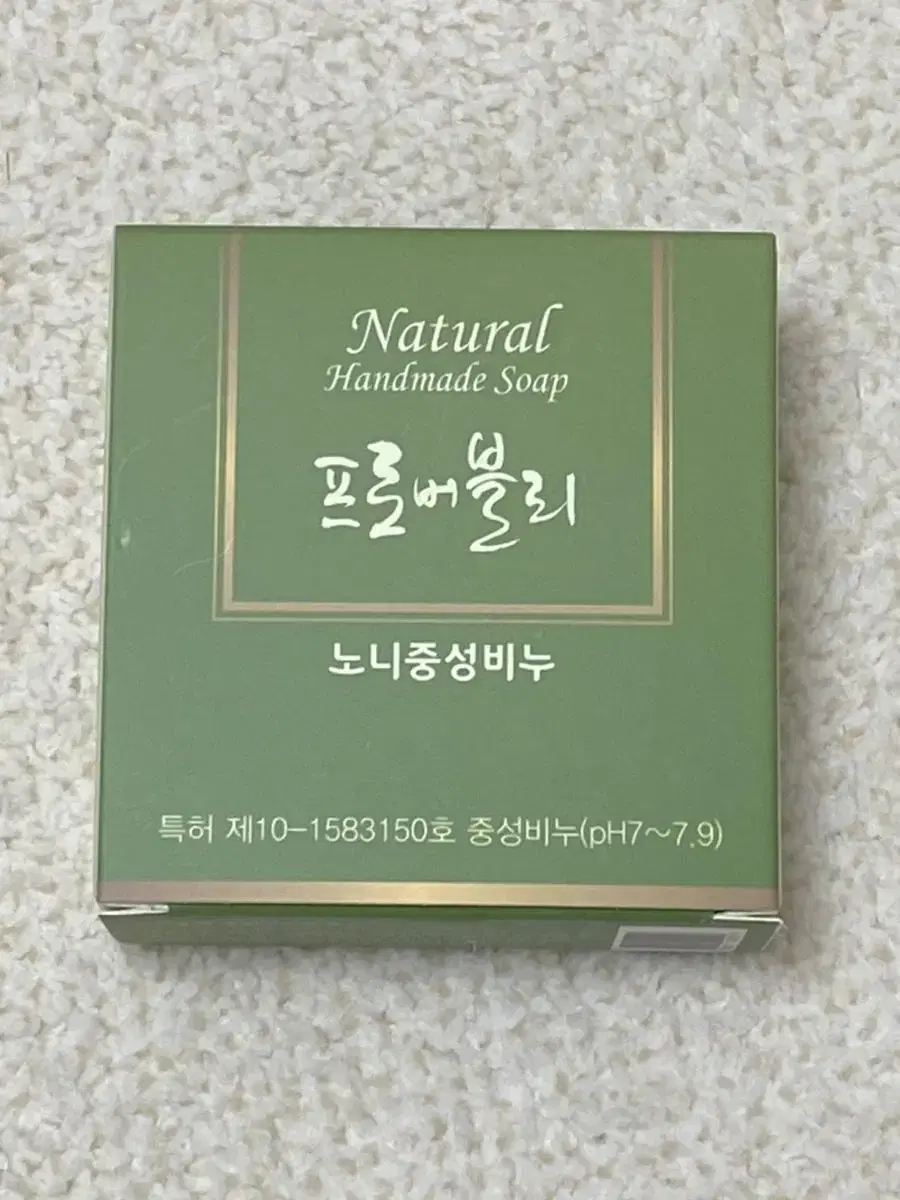 Natural
Handmade Soap
프로버블리
노니중성비누
특허 제10-1583150호 중성비누(pH7~7.9)